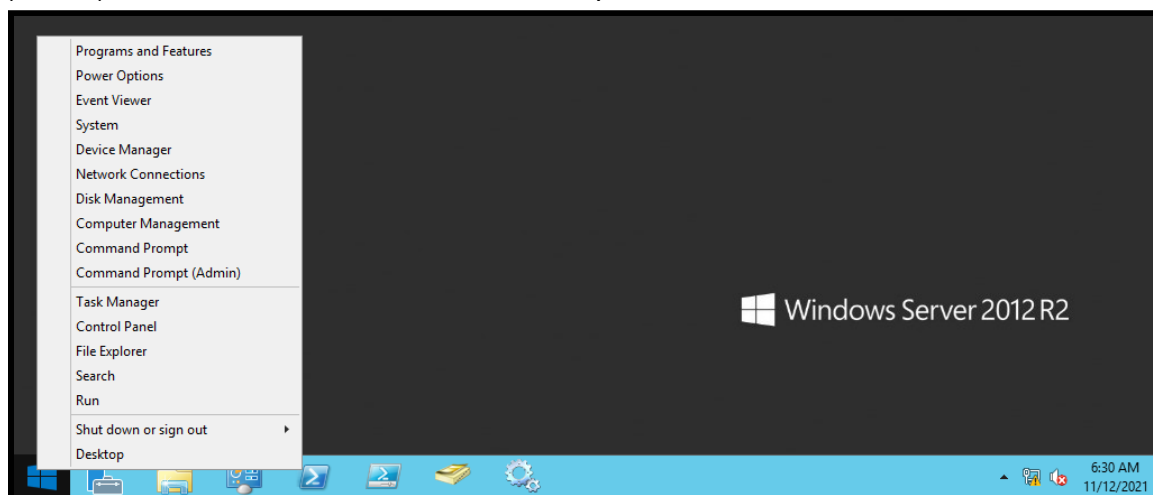 Programs and Features
Power Options
Event Viewer
System
Device Manager
Network Connections
Disk Management
Computer Management
Command Prompt
Command Prompt (Admin)
Task Manager
Control Panel
File Explorer
Search
Run
Shut down or sign out
Desktop
Windows Server 2012 R2
6:30 AM
11/12/2021